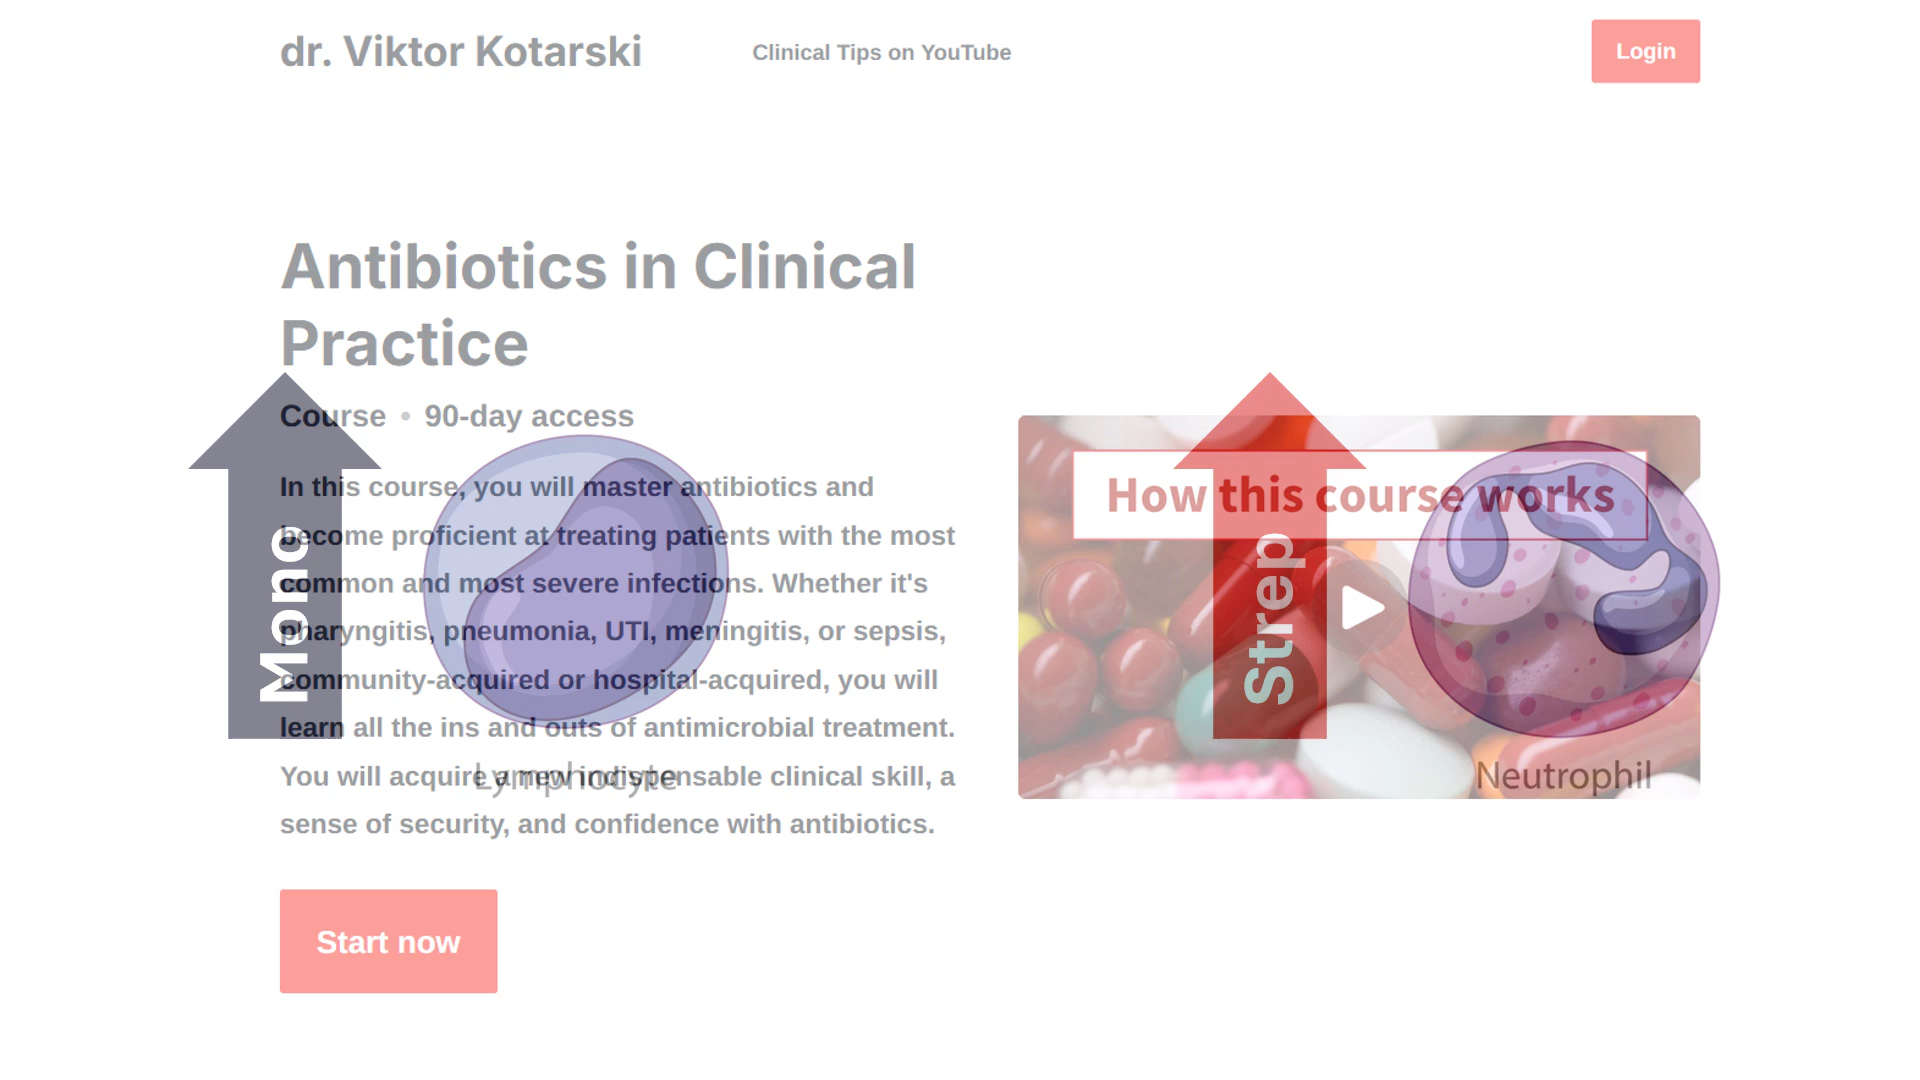 dr. Viktor Kotarski
Clinical Tips on YouTube
Login
Antibiotics in Clinical
Practice
Course • 90-day access
In this course, you will master antibiotics and
become proficient at treating patients with the most
common and most severe infections. Whether it's
pharyngitis, pneumonia, UTI, meningitis, or sepsis,
community-acquired or hospital-acquired, you will
learn all the ins and outs of antimicrobial treatment.
You will acquire a new indispensable clinical skill, a
sense of security, and confidence with antibiotics.
Start now
Mono
Lymphocyte
How this course works
Strep
Neutrophil